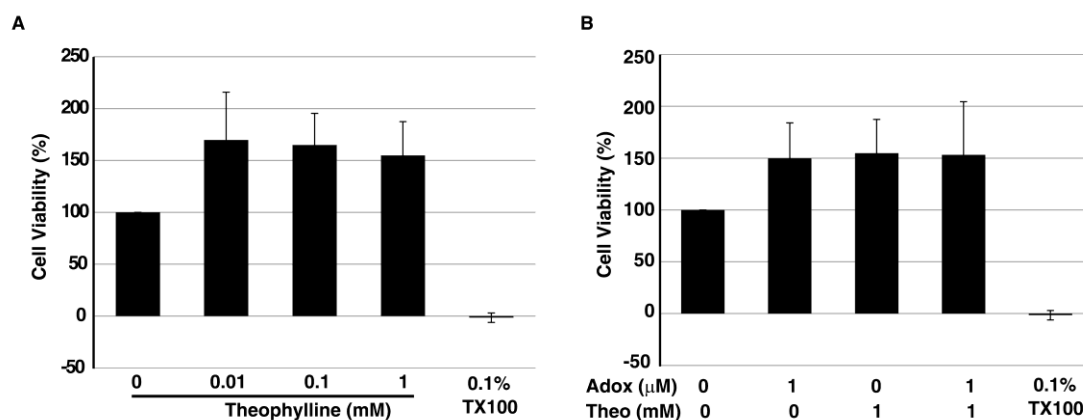 A
Cell Viability (%)
250
200
150
100
50
0
-50
0 0.01 0.1 1 0.1%
Theophylline (mM) TX100
B
Cell Viability (%)
250
200
150
100
50
0
-50
Adox (μM) 0 1 0 1 0.1%
Theo (mM) 0 0 1 1 TX100